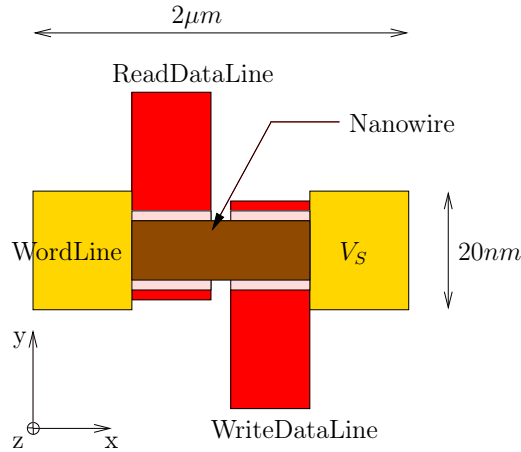 2μm
ReadDataLine
Nanowire
WordLine
V_S
20nm
y
z
x
WriteDataLine